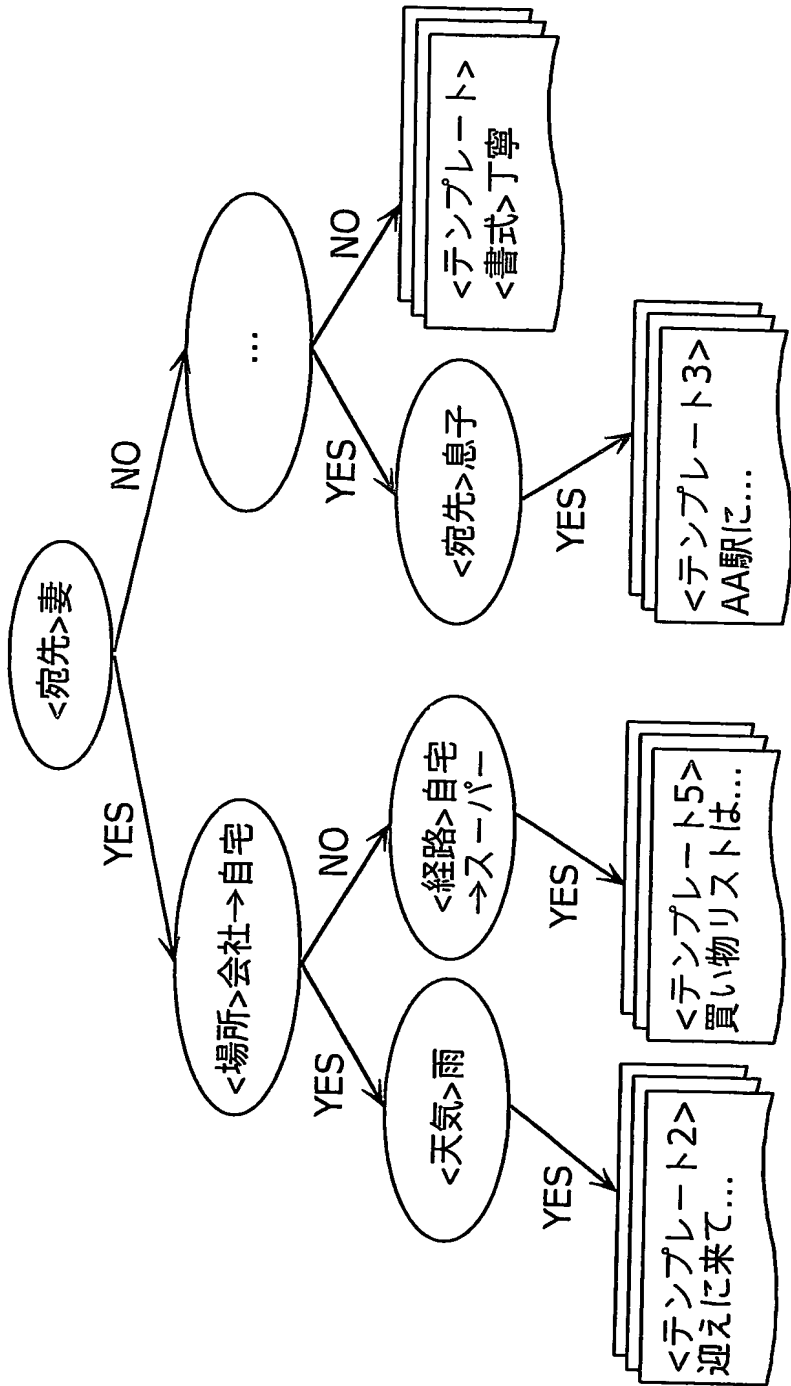 <宛先>妻
YES
NO
<場所>会社→自宅
…
YES
NO
YES
NO
<天気>雨
<経路>自宅
→スーパー
<宛先>息子
<テンプレート>
<書式>丁寧
YES
YES
YES
<テンプレート2>
迎えに来て…
<テンプレート5>
買い物リストは…
<テンプレート3>
AA駅に…